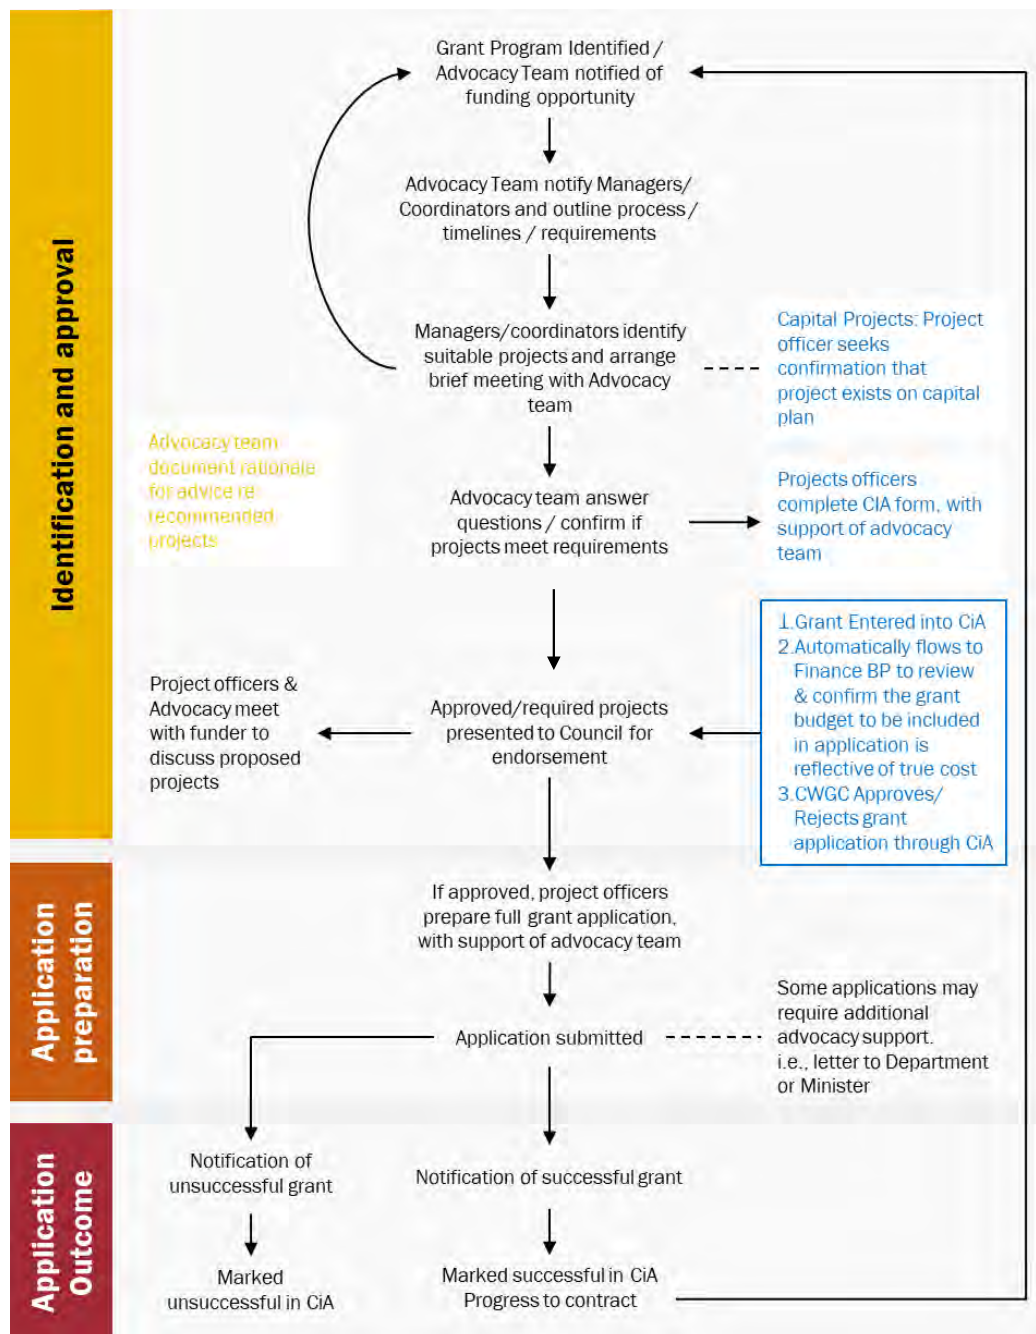 Identification and approval
Grant Program Identified /
Advocacy Team notified of
funding opportunity
Advocacy Team notify Managers/
Coordinators and outline process /
timelines / requirements
Managers/coordinators identify
suitable projects and arrange
brief meeting with Advocacy
team
Capital Projects: Project
officer seeks
confirmation that
project exists on capital
plan
Advocacy team
document rationale
for advice re
recommended
projects
Advocacy team answer
questions / confirm if
projects meet requirements
Projects officers
complete CIA form, with
support of advocacy
team
1.Grant Entered into CiA
2.Automatically flows to
Finance BP to review
& confirm the grant
budget to be included
in application is
reflective of true cost
3.CWGC Approves/
Rejects grant
application through CiA
Project officers &
Advocacy meet
with funder to
discuss proposed
projects
Approved/required projects
presented to Council for
endorsement
Application
preparation
If approved, project officers
prepare full grant application,
with support of advocacy team
Application submitted
Some applications may
require additional
advocacy support.
i.e., letter to Department
or Minister
Application
Outcome
Notification of
unsuccessful grant
Notification of successful grant
Marked
unsuccessful in CiA
Marked successful in CiA
Progress to contract